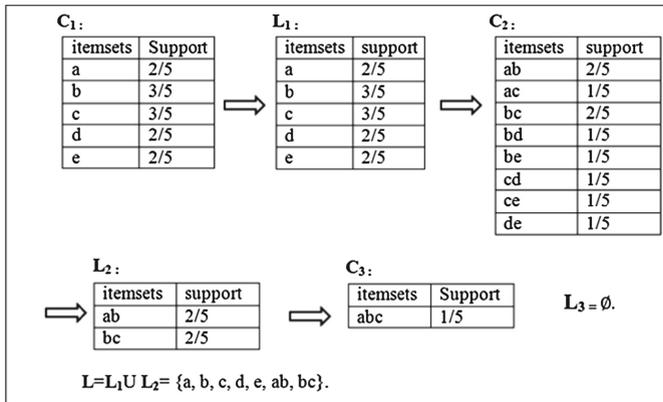 C1:
itemsets Support
a 2/5
b 3/5
c 3/5
d 2/5
e 2/5
L1:
itemsets support
a 2/5
b 3/5
c 3/5
d 2/5
e 2/5
C2:
itemsets support
ab 2/5
ac 1/5
bc 2/5
bd 1/5
be 1/5
cd 1/5
ce 1/5
de 1/5
L2:
itemsets support
ab 2/5
bc 2/5
C3:
itemsets Support
abc 1/5
L3 = Ø.
L=L1U L2= {a, b, c, d, e, ab, bc}.